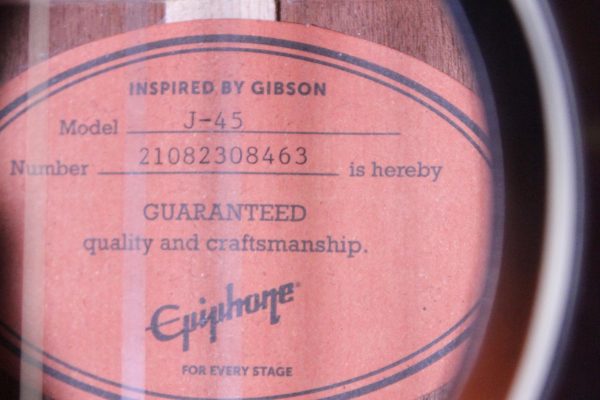 INSPIRED BY GIBSON
Model J-45
Number 21082308463 is hereby
GUARANTEED
quality and craftsmanship.
Epiphone
FOR EVERY STAGE